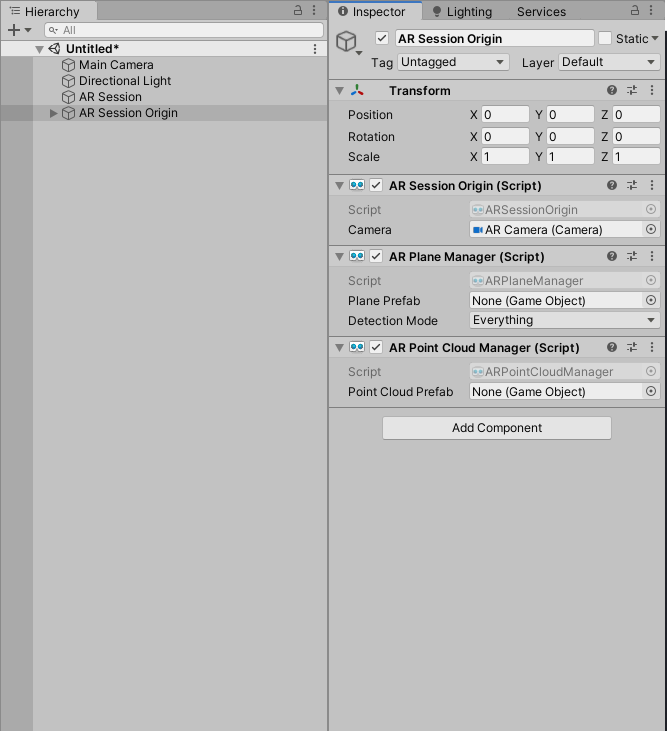 Hierarchy
All
Untitled*
Main Camera
Directional Light
AR Session
AR Session Origin
Inspector Lighting Services
AR Session Origin Static
Tag Untagged Layer Default
Transform
Position X 0 Y 0 Z 0
Rotation X 0 Y 0 Z 0
Scale X 1 Y 1 Z 1
AR Session Origin (Script)
Script ARSessionOrigin
Camera AR Camera (Camera)
AR Plane Manager (Script)
Script ARPlaneManager
Plane Prefab None (Game Object)
Detection Mode Everything
AR Point Cloud Manager (Script)
Script ARPointCloudManager
Point Cloud Prefab None (Game Object)
Add Component